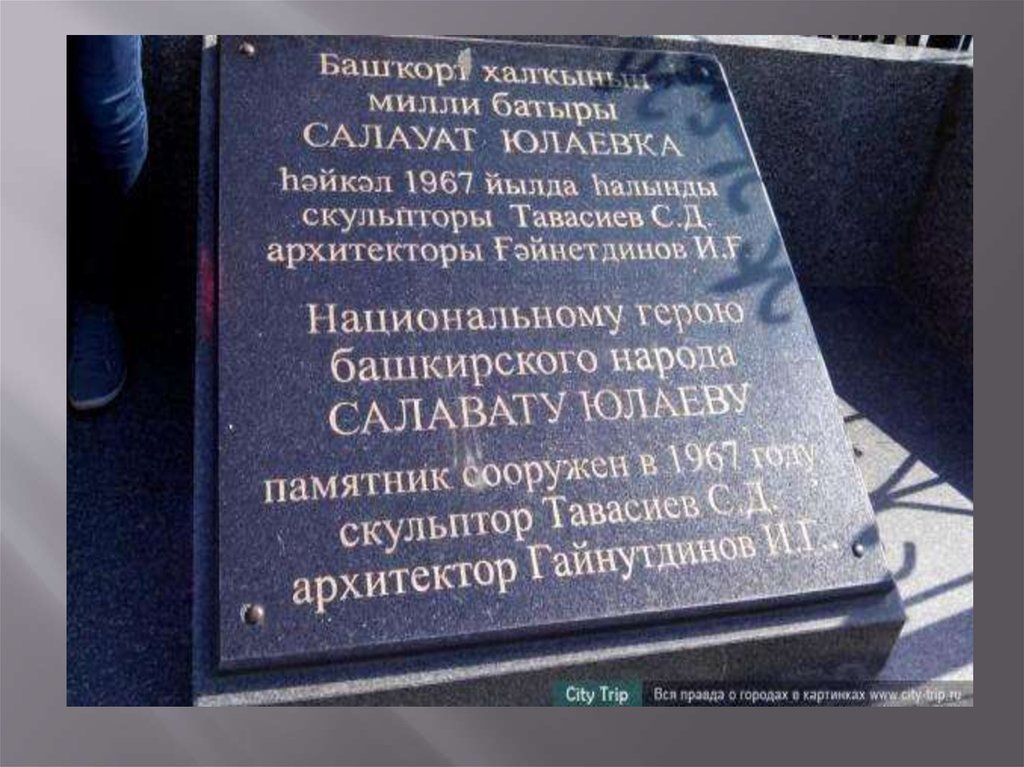 Башҡорт халҡының
милли батыры
САЛАУАТ ЮЛАЕВҠА
һәйкәл 1967 йылда һалынды
скульпторы Тавасиев С.Д.
архитекторы Ғәйнетдинов И.Ғ.
Национальному герою
башкирского народа
САЛАВАТУ ЮЛАЕВУ
памятник сооружен в 1967 году
скульптор Тавасиев С.Д.
архитектор Гайнутдинов И.Г..
City Trip Вся правда о городах в картинках www.city-trip.ru